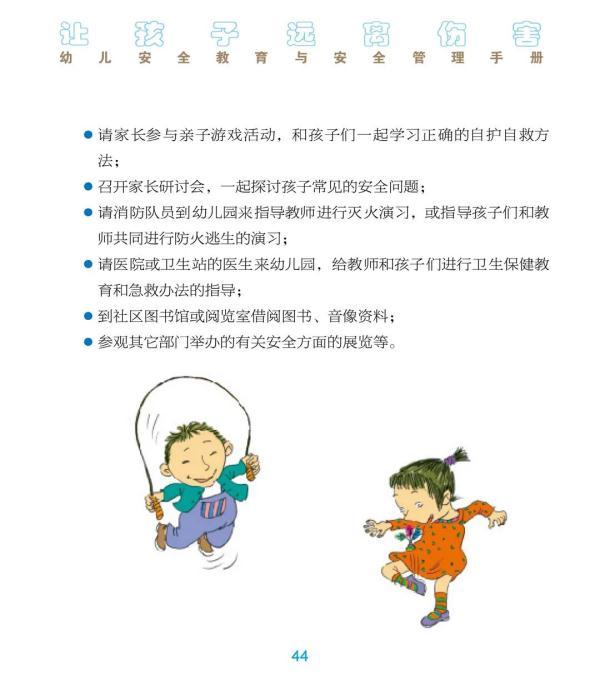 让孩子远离伤害
幼儿安全教育与安全管理手册
● 请家长参与亲子游戏活动，和孩子们一起学习正确的自护自救方
法；
● 召开家长研讨会，一起探讨孩子常见的安全问题；
● 请消防队员到幼儿园来指导教师进行灭火演习，或指导孩子们和教
师共同进行防火逃生的演习；
● 请医院或卫生站的医生来幼儿园，给教师和孩子们进行卫生保健教
育和急救办法的指导；
● 到社区图书馆或阅览室借阅图书、音像资料；
● 参观其它部门举办的有关安全方面的展览等。
44